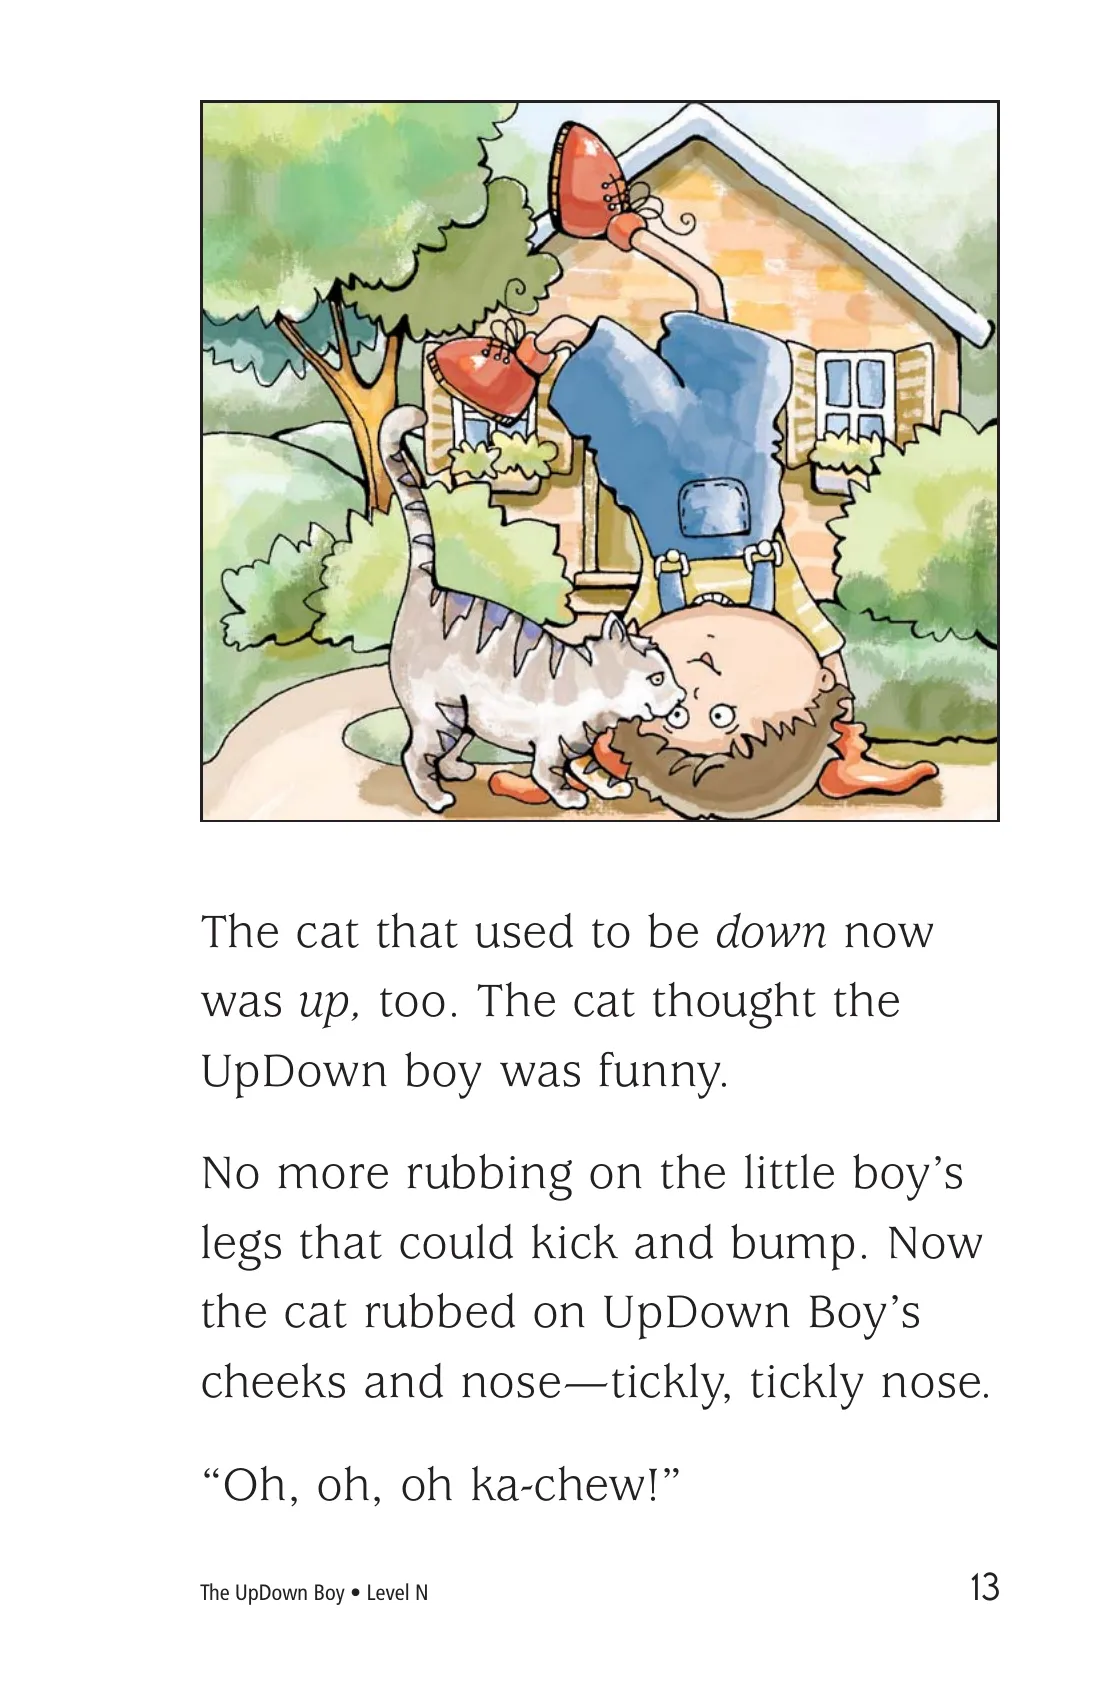 The cat that used to be down now
was up, too. The cat thought the
UpDown boy was funny.
No more rubbing on the little boy’s
legs that could kick and bump. Now
the cat rubbed on UpDown Boy’s
cheeks and nose—tickly, tickly nose.
“Oh, oh, oh ka-chew!”
The UpDown Boy • Level N
13